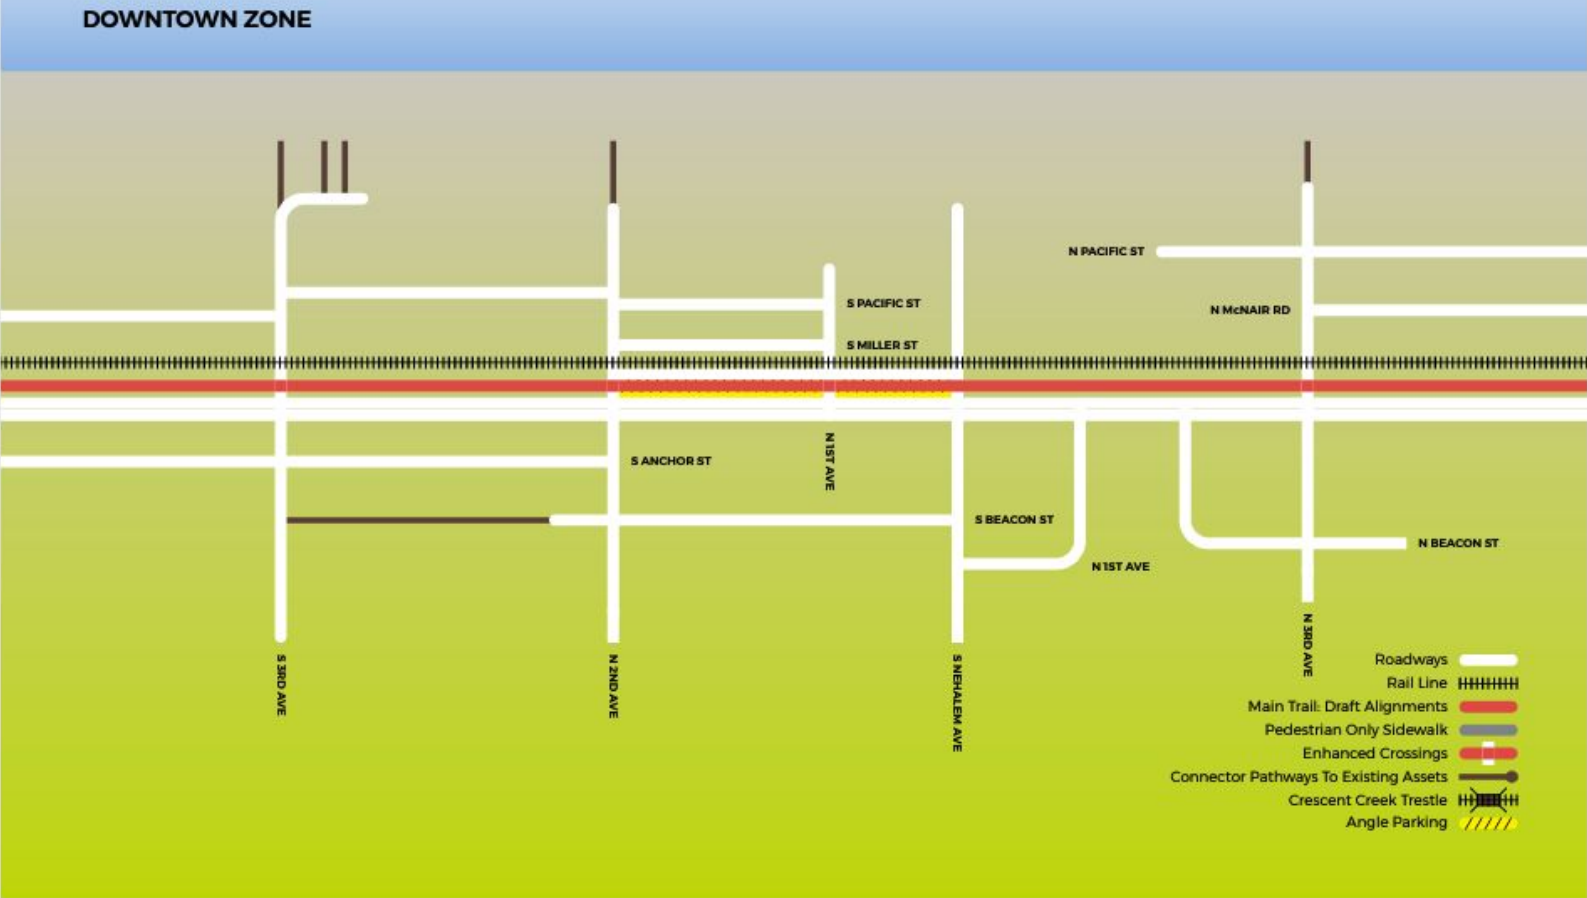 DOWNTOWN ZONE
N PACIFIC ST
S PACIFIC ST
N McNAIR RD
S MILLER ST
N 1ST AVE
S ANCHOR ST
S BEACON ST
N BEACON ST
N 1ST AVE
S 3RD AVE
N 2ND AVE
S NEHALEM AVE
N 3RD AVE
Roadways
Rail Line
Main Trail: Draft Alignments
Pedestrian Only Sidewalk
Enhanced Crossings
Connector Pathways To Existing Assets
Crescent Creek Trestle
Angle Parking